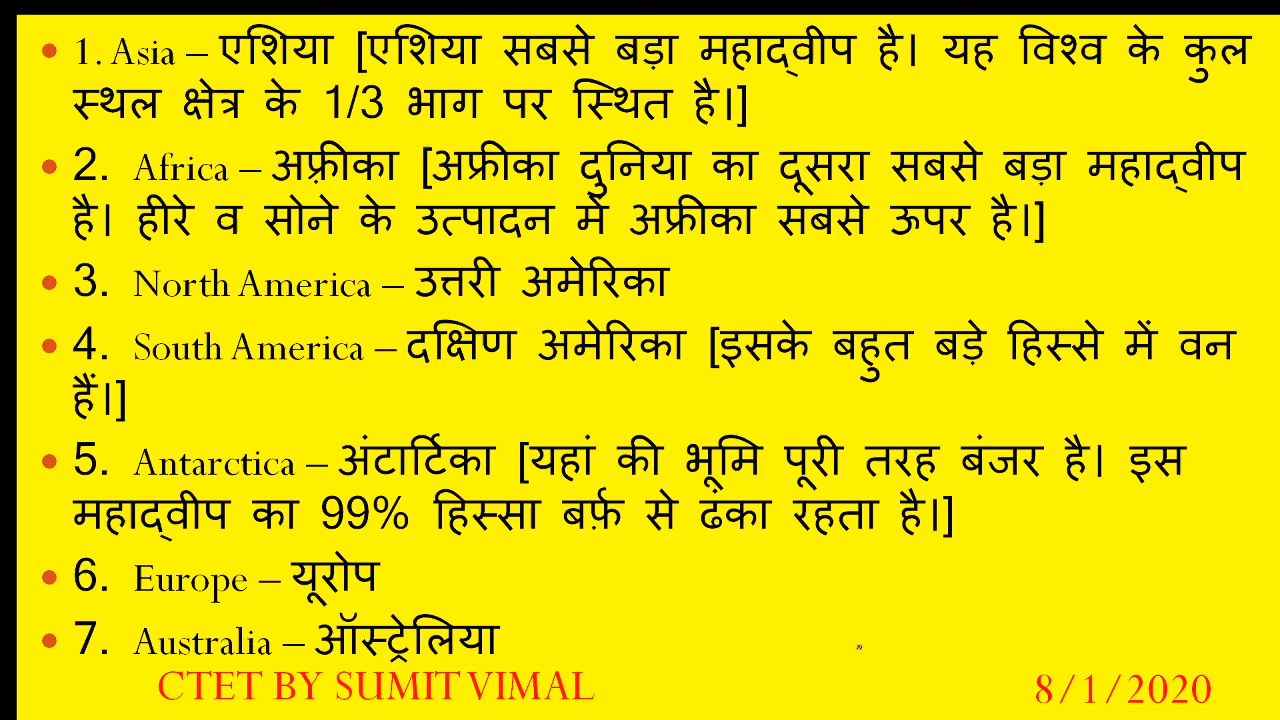 1. Asia – एशिया [एशिया सबसे बड़ा महाद्वीप है। यह विश्व के कुल
स्थल क्षेत्र के 1/3 भाग पर स्थित है।]
2. Africa – अफ़्रीका [अफ्रीका दुनिया का दूसरा सबसे बड़ा महाद्वीप
है। हीरे व सोने के उत्पादन में अफ्रीका सबसे ऊपर है।]
3. North America – उत्तरी अमेरिका
4. South America – दक्षिण अमेरिका [इसके बहुत बड़े हिस्से में वन
हैं।]
5. Antarctica – अंटार्टिका [यहां की भूमि पूरी तरह बंजर है। इस
महाद्वीप का 99% हिस्सा बर्फ़ से ढंका रहता है।]
6. Europe – यूरोप
7. Australia – ऑस्ट्रेलिया
CTET BY SUMIT VIMAL
8/1/2020